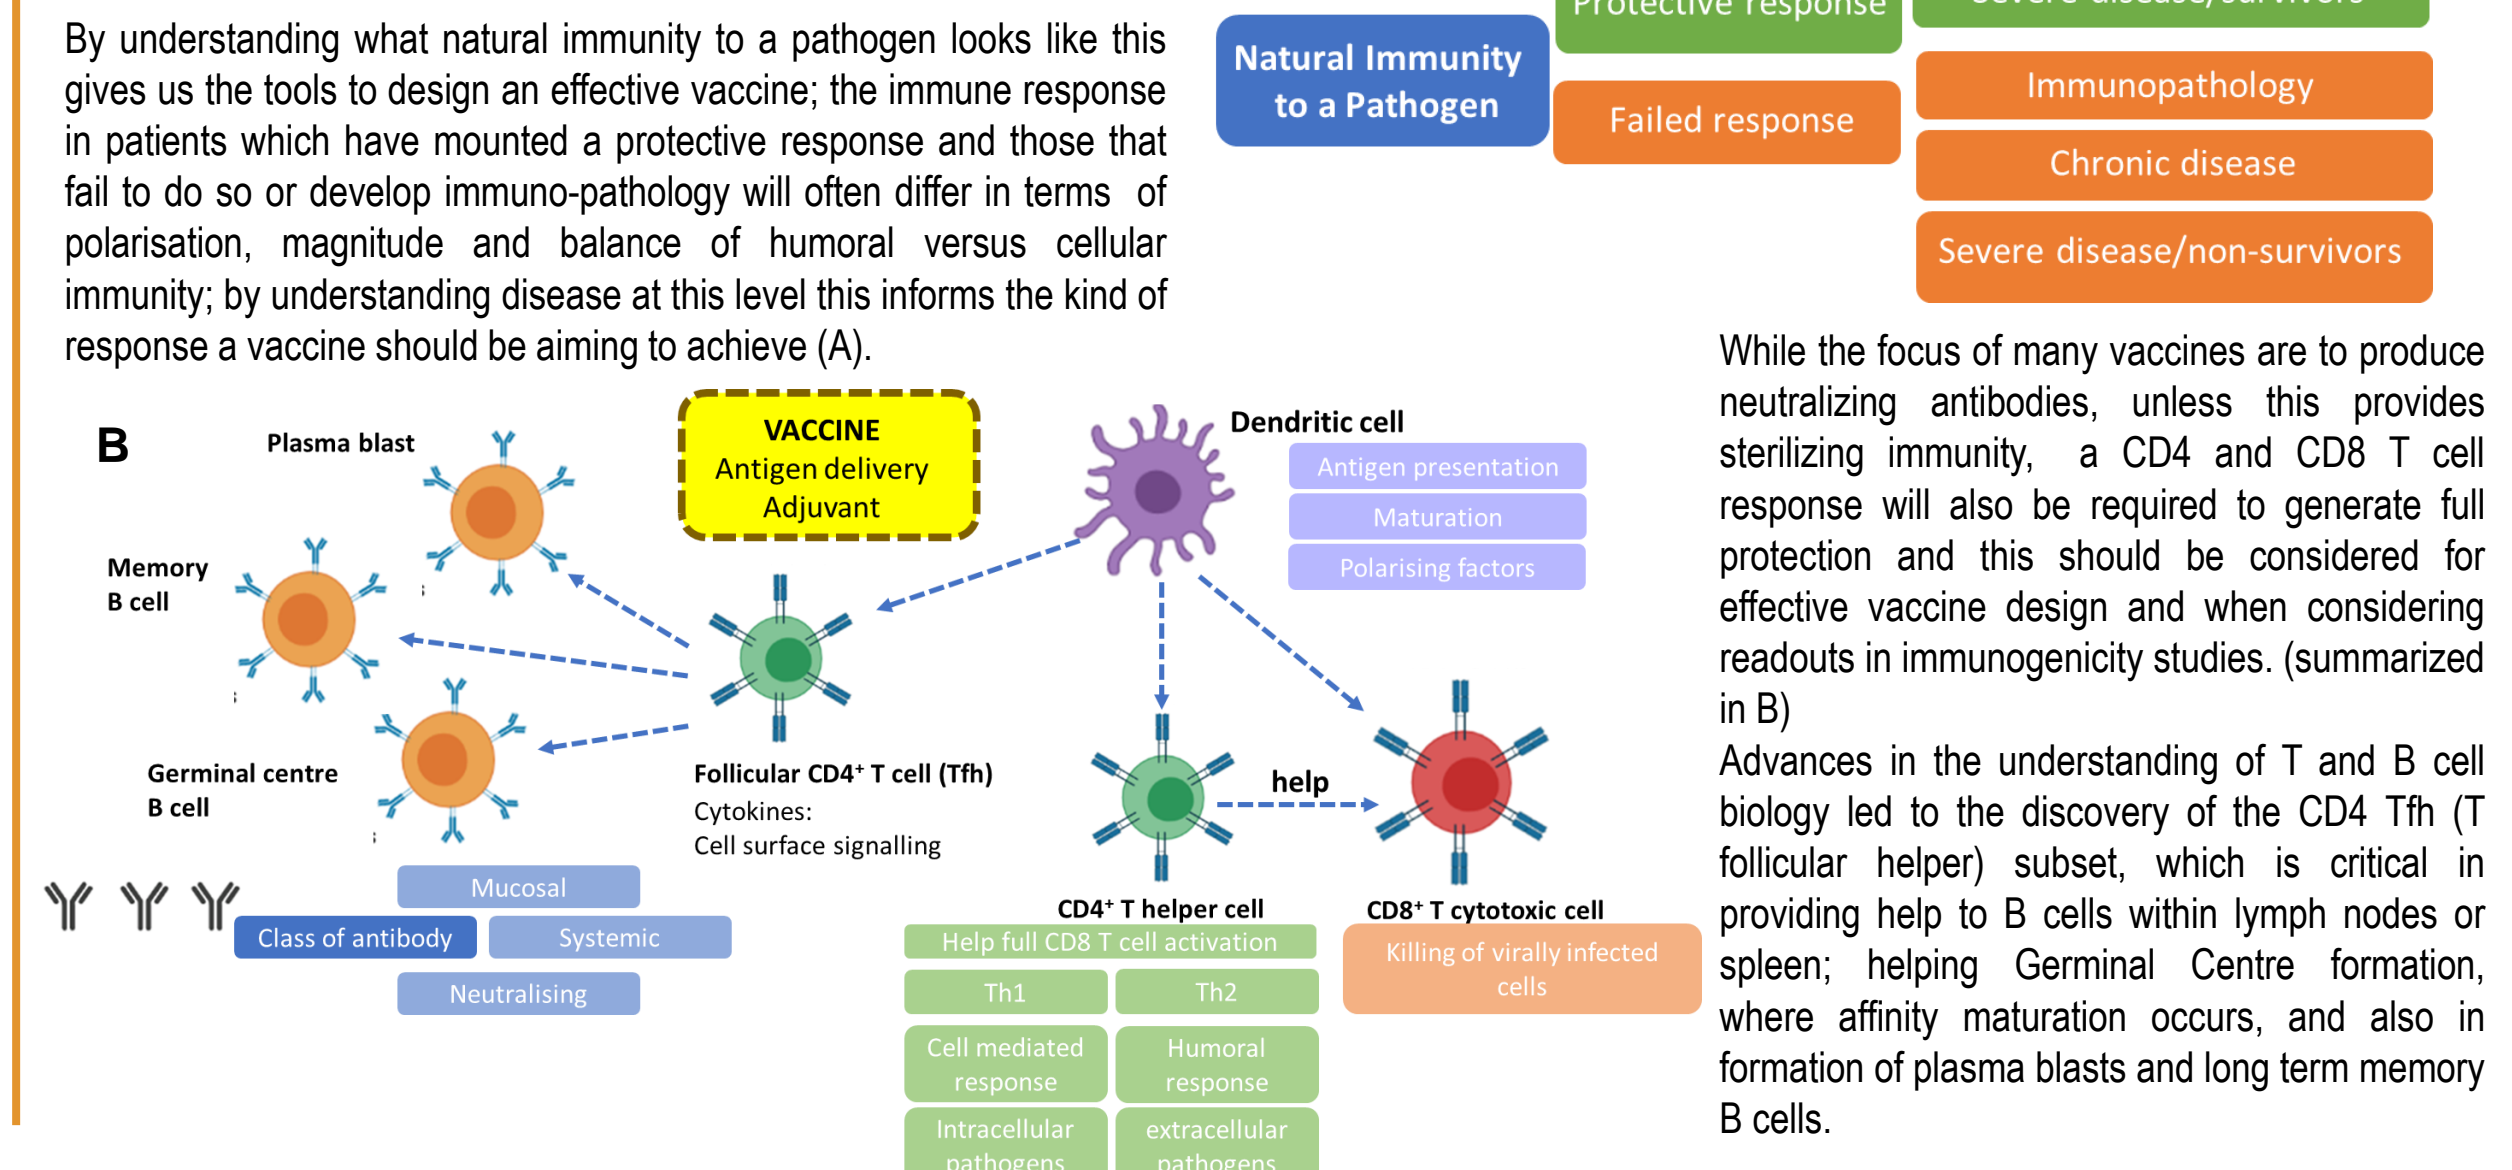 By understanding what natural immunity to a pathogen looks like this
gives us the tools to design an effective vaccine; the immune response
in patients which have mounted a protective response and those that
fail to do so or develop immuno-pathology will often differ in terms of
polarisation, magnitude and balance of humoral versus cellular
immunity; by understanding disease at this level this informs the kind of
response a vaccine should be aiming to achieve (A).
Natural Immunity
to a Pathogen
Protective response
Severe disease/survivors
Failed response
Immunopathology
Chronic disease
Severe disease/non-survivors
B
Plasma blast
Memory
B cell
Germinal centre
B cell
VACCINE
Antigen delivery
Adjuvant
Dendritic cell
Antigen presentation
Maturation
Polarising factors
Follicular CD4⁺ T cell (Tfh)
Cytokines:
Cell surface signalling
help
Mucosal
Class of antibody
Systemic
Neutralising
CD4⁺ T helper cell
Help full CD8 T cell activation
Th1
Th2
Cell mediated
response
Humoral
response
Intracellular
pathogens
extracellular
pathogens
CD8⁺ T cytotoxic cell
Killing of virally infected
cells
While the focus of many vaccines are to produce
neutralizing antibodies, unless this provides
sterilizing immunity, a CD4 and CD8 T cell
response will also be required to generate full
protection and this should be considered for
effective vaccine design and when considering
readouts in immunogenicity studies. (summarized
in B)
Advances in the understanding of T and B cell
biology led to the discovery of the CD4 Tfh (T
follicular helper) subset, which is critical in
providing help to B cells within lymph nodes or
spleen; helping Germinal Centre formation,
where affinity maturation occurs, and also in
formation of plasma blasts and long term memory
B cells.